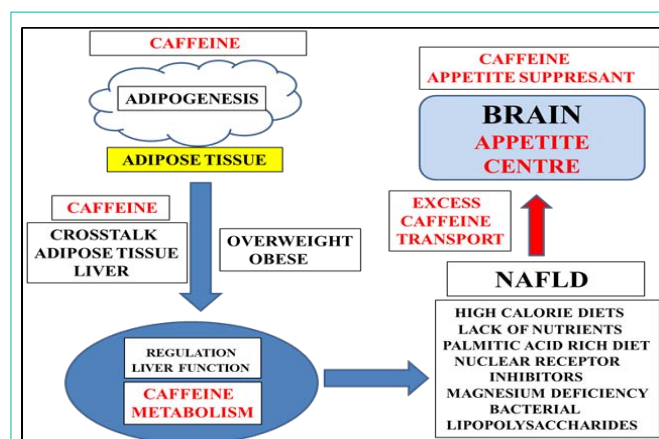 CAFFEINE
ADIPOGENESIS
ADIPOSE TISSUE
CAFFEINE
CROSSTALK
ADIPOSE TISSUE
LIVER
OVERWEIGHT
OBESE
REGULATION
LIVER FUNCTION
CAFFEINE
METABOLISM
CAFFEINE
APPETITE SUPPRESANT
BRAIN
APPETITE
CENTRE
EXCESS
CAFFEINE
TRANSPORT
NAFLD
HIGH CALORIE DIETS
LACK OF NUTRIENTS
PALMITIC ACID RICH DIET
NUCLEAR RECEPTOR
INHIBITORS
MAGNESIUM DEFICIENCY
BACTERIAL
LIPOPOLYSACCHARIDES